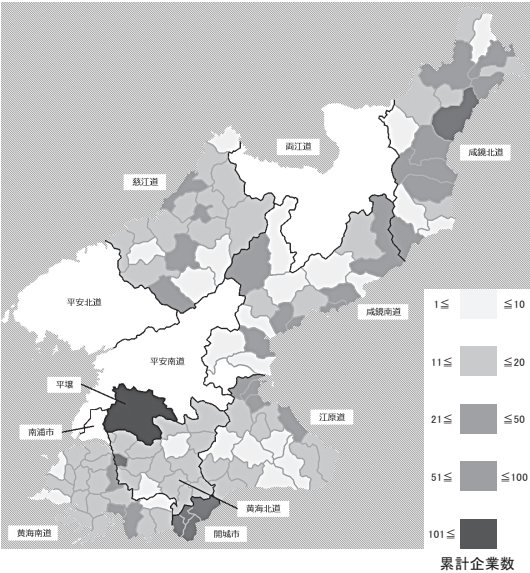 両江道
咸鏡北道
慈江道
平安北道
咸鏡南道
平安南道
平壌
南浦市
江原道
黄海北道
黄海南道
開城市
1≦ ≦10
11≦ ≦20
21≦ ≦50
51≦ ≦100
101≦
累計企業数